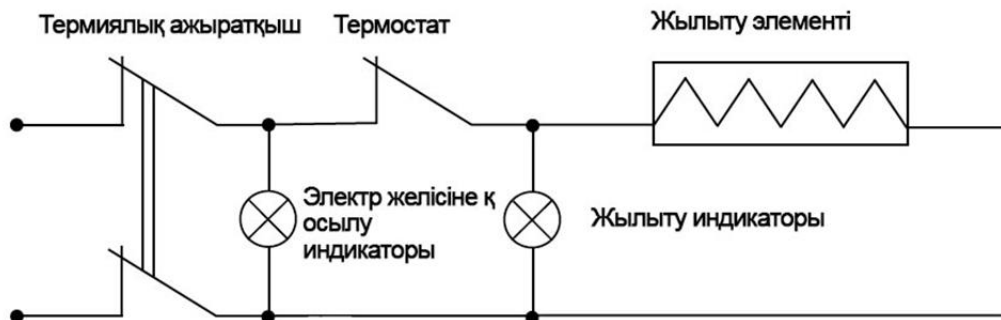 Термиялық ажыратқыш
Термостат
Жылыту элементі
Электр желісіне қ
осылу
индикаторы
Жылыту индикаторы